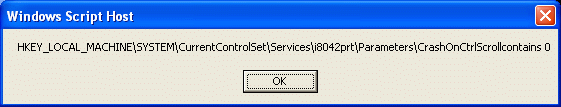 Windows Script Host
HKEY_LOCAL_MACHINE\SYSTEM\CurrentControlSet\Services\i8042prt\Parameters\CrashOnCtrlScrollcontains 0
OK